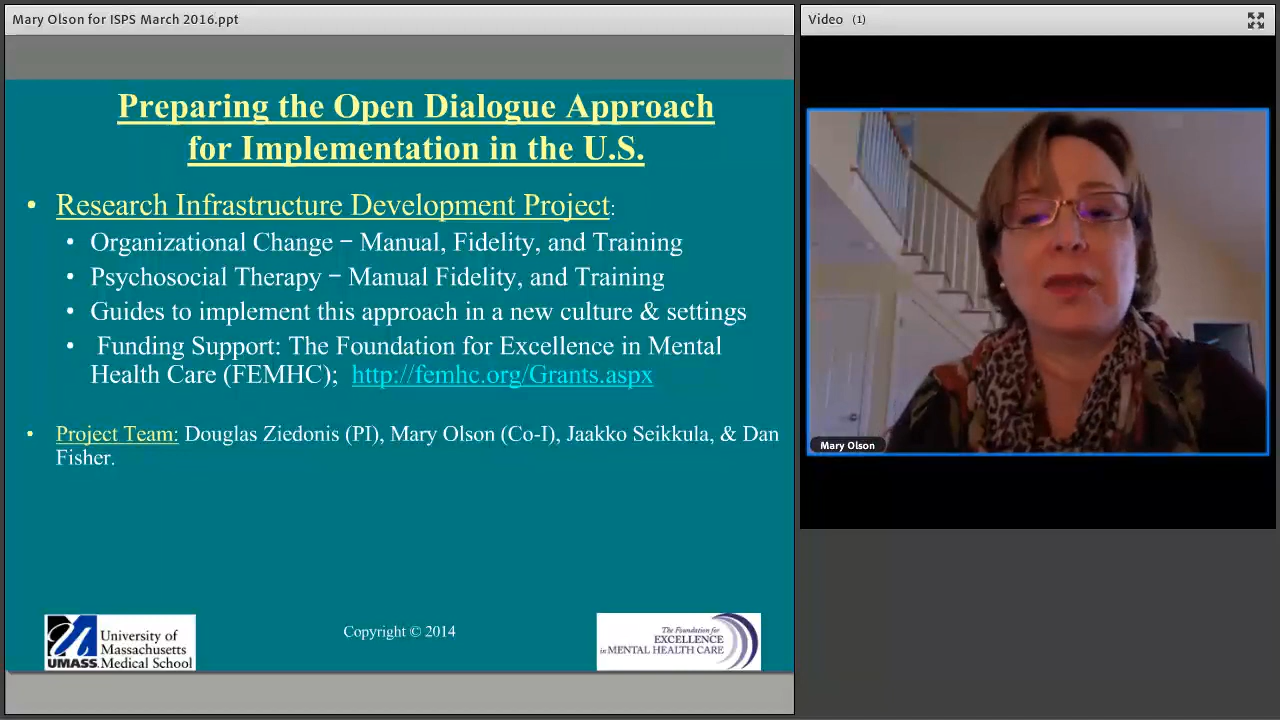 Mary Olson for ISPS March 2016.ppt
Video (1)
Preparing the Open Dialogue Approach
for Implementation in the U.S.
• Research Infrastructure Development Project:
• Organizational Change – Manual, Fidelity, and Training
• Psychosocial Therapy – Manual Fidelity, and Training
• Guides to implement this approach in a new culture & settings
• Funding Support: The Foundation for Excellence in Mental
Health Care (FEMHC); http://femhc.org/Grants.aspx
• Project Team: Douglas Ziedonis (PI), Mary Olson (Co-I), Jaakko Seikkula, & Dan
Fisher.
Mary Olson
University of
Massachusetts
UMASS. Medical School
Copyright © 2014
The Foundation for
EXCELLENCE
in MENTAL HEALTH CARE